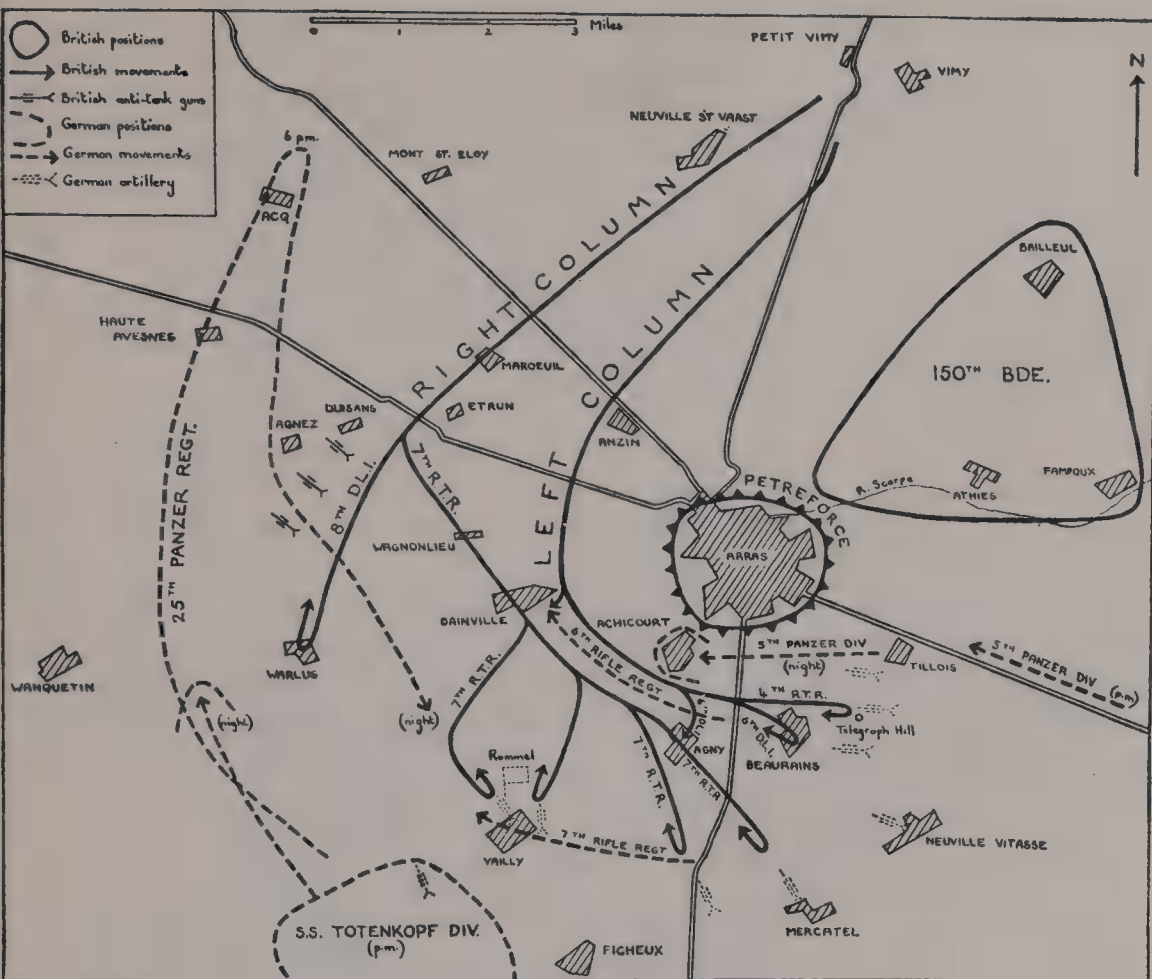 0 1 2 3 Miles
British positions
British movements
British anti-tank guns
German positions
German movements
German artillery
N
PETIT VIMY
VIMY
NEUVILLE ST VAAST
MONT ST. ELOY
6 p.m.
ACQ
HAUTE
AVESNES
BAILLEUL
150TH BDE.
ATHIES
FAMPOUX
R. Scarpe
RIGHT COLUMN
LEFT COLUMN
MAROEUIL
ETRUN
DUISANS
AGNEZ
ANZIN
25TH PANZER REGT.
8TH D.L.I.
7TH R.T.R.
WAGNONLIEU
PETREFORCE
ARRAS
DAINVILLE
ACHICOURT
6TH RIFLE REGT
5TH PANZER DIV
(night)
TILLOIS
5TH PANZER DIV (p.m)
WANQUETIN
WARLUS
(night)
(night)
7TH R.T.R.
4TH R.T.R.
Telegraph Hill
6TH D.L.I.
6TH D.L.I.
AGNY
BEAURAINS
7TH R.T.R.
7TH R.T.R
Rommel
VAILLY
7TH RIFLE REGT
NEUVILLE VITASSE
MERCATEL
S.S. TOTENKOPF DIV.
(p.m.)
FICHEUX